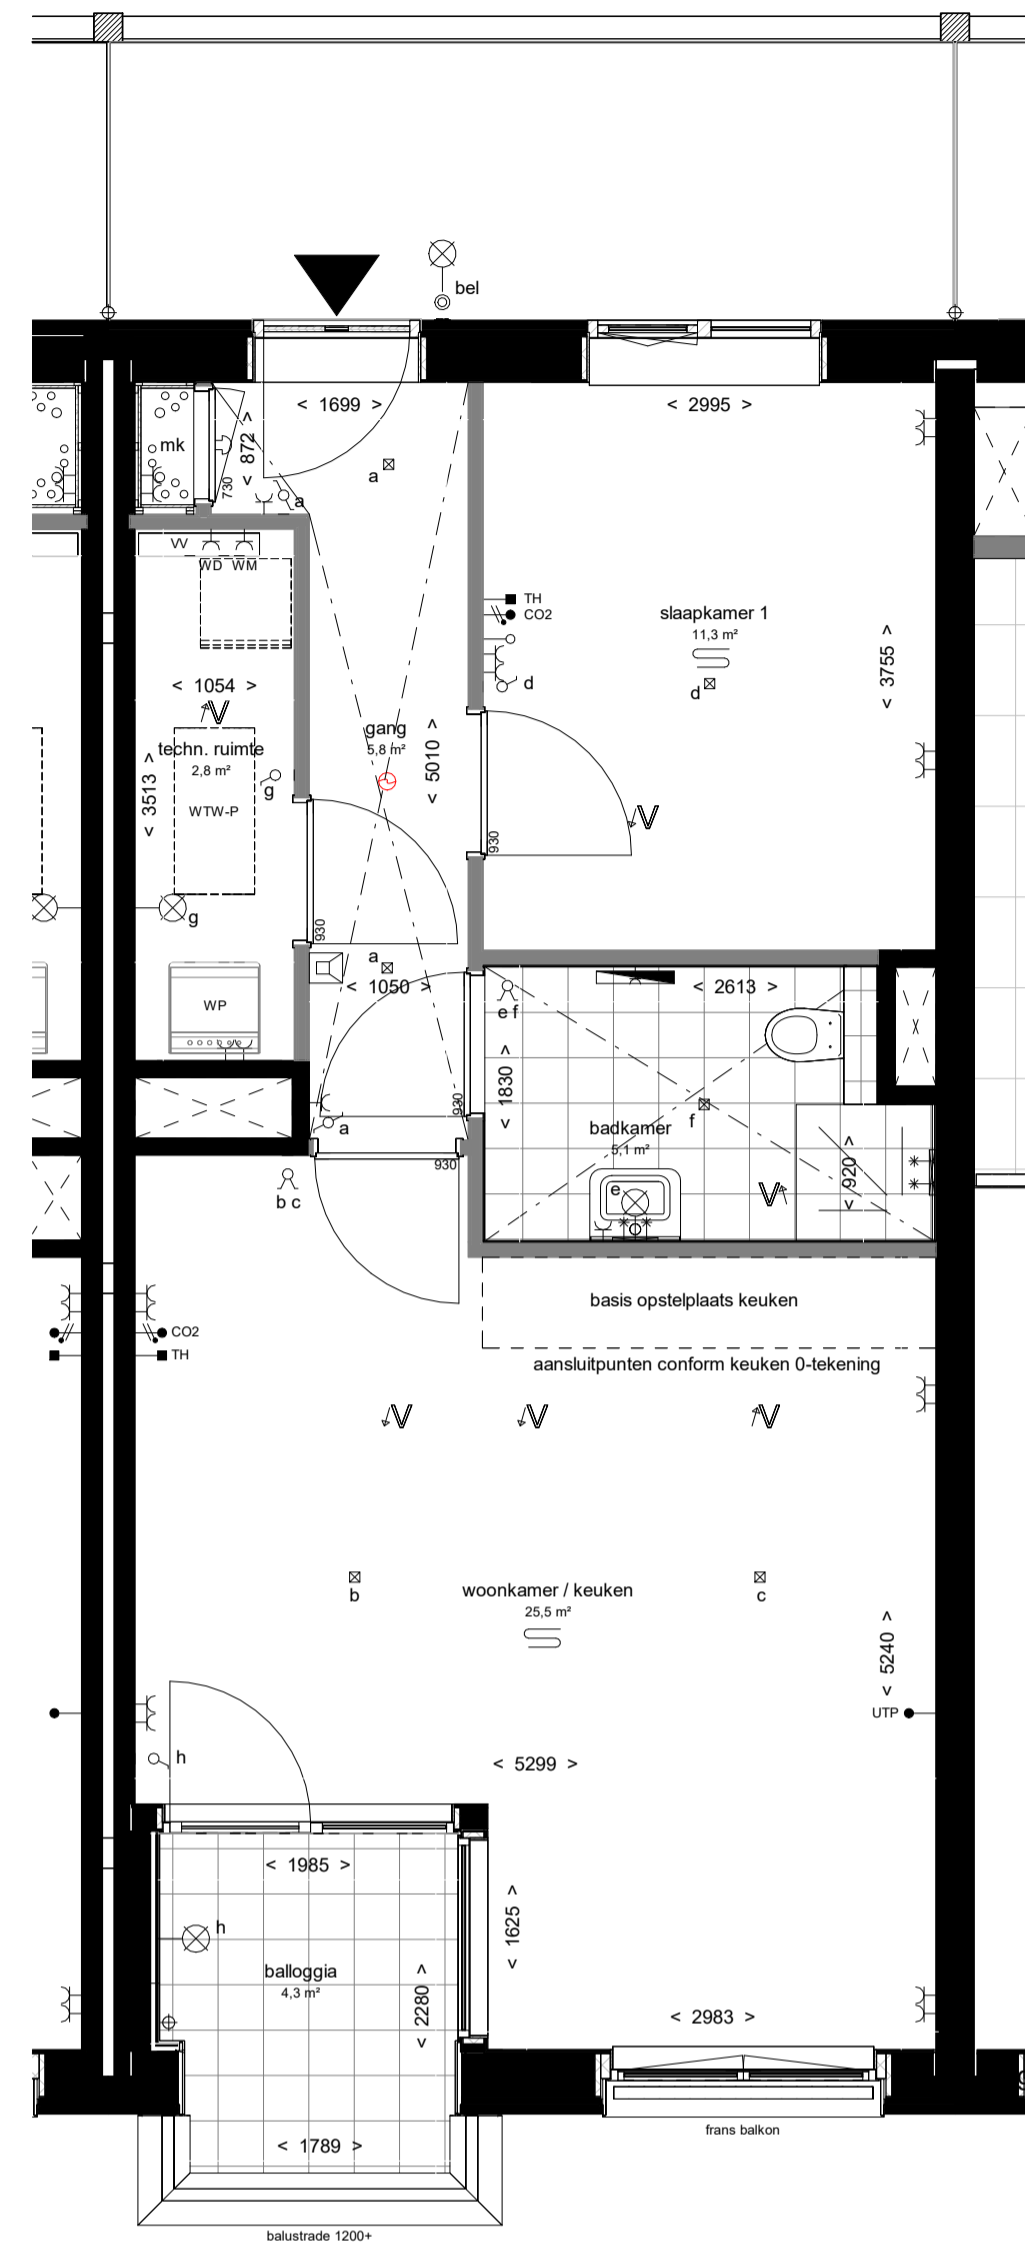 bel
< 1699 >
< 2995 >
mk
< 872 >
a
730
a
VV
WD WM
TH
CO2
slaapkamer 1
11,3 m²
d
d
< 3755 >
< 1054 >
V
gang
5,8 m²
< 5010 >
techn. ruimte
2,8 m²
g
WTW-P
< 3513 >
V
930
g
930
a
< 1050 >
< 2613 >
WP
e f
< 1830 >
930
f
a
badkamer
5,1 m²
930
< 920 >
b c
e
V
basis opstelplaats keuken
CO2
TH
aansluitpunten conform keuken 0-tekening
V
V
V
b
c
woonkamer / keuken
25,5 m²
< 5240 >
UTP
h
< 5299 >
< 1985 >
h
< 1625 >
balloggia
4,3 m²
< 2280 >
< 2983 >
frans balkon
< 1789 >
balustrade 1200+